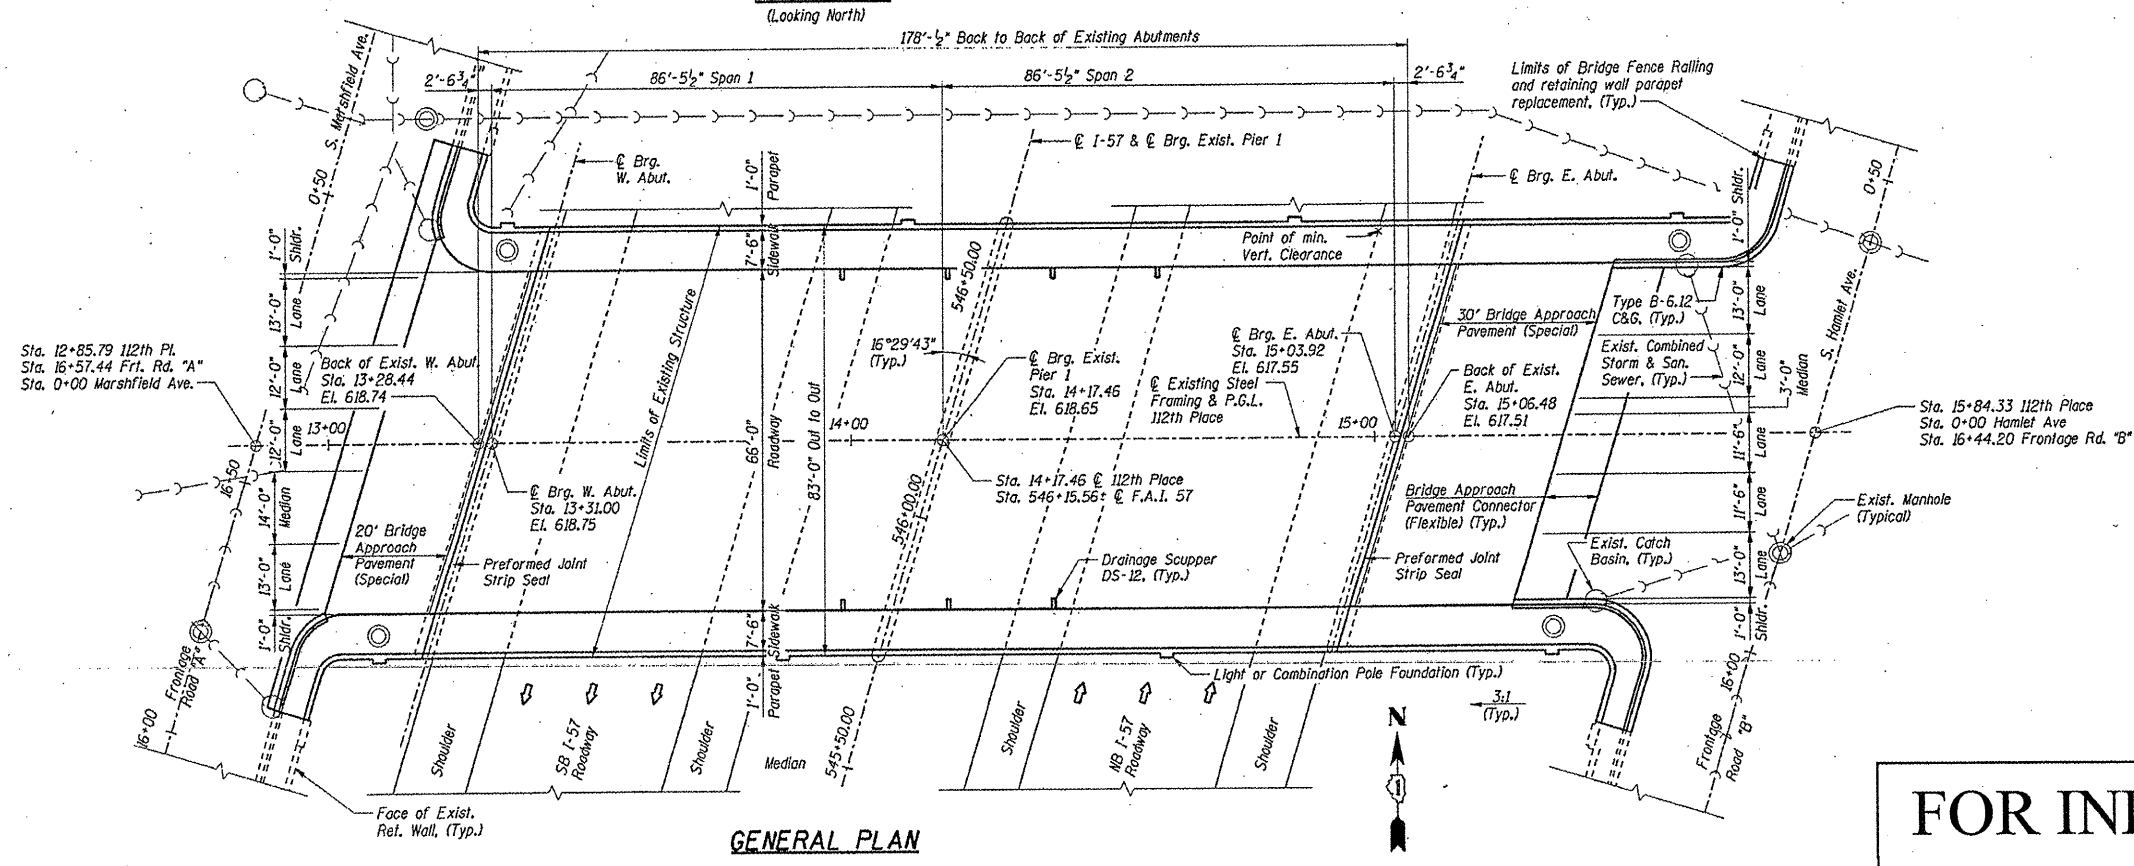 (Looking North)
178'-½" Back to Back of Existing Abutments
2'-6¾"
86'-5½" Span 1
86'-5½" Span 2
2'-6¾"
Limits of Bridge Fence Railing
and retaining wall parapet
replacement. (Typ.)
S. Marshfield Ave.
0+50
℄ Brg.
W. Abut.
1'-0"
Parapet
℄ I-57 & ℄ Brg. Exist. Pier 1
℄ Brg. E. Abut.
1'-0" Shldr.
0+50
S. Hamlet Ave.
1'-0"
Shldr.
7'-6"
Sidewalk
546+50.00
Point of min.
Vert. Clearance
13'-0"
Lane
12'-0"
Lane
12'-0"
Lane
14'-0"
Median
13'-0"
Lane
1'-0"
Shldr.
Sta. 12+85.79 112th Pl.
Sta. 16+57.44 Frt. Rd. "A"
Sta. 0+00 Marshfield Ave.
Back of Exist. W. Abut.
Sta. 13+28.44
El. 618.74
13+00
Limits of Existing Structure
66'-0"
Roadway
83'-0" Out to Out
16°29'43"
(Typ.)
14+00
℄ Brg. Exist.
Pier 1
Sta. 14+17.46
El. 618.65
℄ Brg. E. Abut.
Sta. 15+03.92
El. 617.55
℄ Existing Steel
Framing & P.G.L.
112th Place
15+00
30' Bridge Approach
Pavement (Special)
Back of Exist.
E. Abut.
Sta. 15+06.48
El. 617.51
Type B-6.12
C&G. (Typ.)
Exist. Combined
Storm & San.
Sewer. (Typ.)
13'-0"
Lane
12'-0"
Lane
3'-0"
Median
11'-6"
Lane
11'-6"
Lane
13'-0"
Lane
1'-0"
Shldr.
Sta. 15+84.33 112th Place
Sta. 0+00 Hamlet Ave
Sta. 16+44.20 Frontage Rd. "B"
16+50
℄ Brg. W. Abut.
Sta. 13+31.00
El. 618.75
Sta. 14+17.46 ℄ 112th Place
Sta. 546+15.56± ℄ F.A.I. 57
546+00.00
Bridge Approach
Pavement Connector
(Flexible) (Typ.)
Exist. Manhole
(Typical)
20' Bridge
Approach
Pavement
(Special)
Preformed Joint
Strip Seal
Drainage Scupper
DS-12. (Typ.)
Preformed Joint
Strip Seal
Exist. Catch
Basin. (Typ.)
7'-6"
Sidewalk
1'-0"
Parapet
Light or Combination Pole Foundation (Typ.)
3:1
(Typ.)
Frontage
Road "A"
16+00
Shoulder
SB I-57
Roadway
Shoulder
Median
545+50.00
Shoulder
NB I-57
Roadway
Shoulder
N
16+00
Frontage
Road "B"
Face of Exist.
Ret. Wall. (Typ.)
GENERAL PLAN